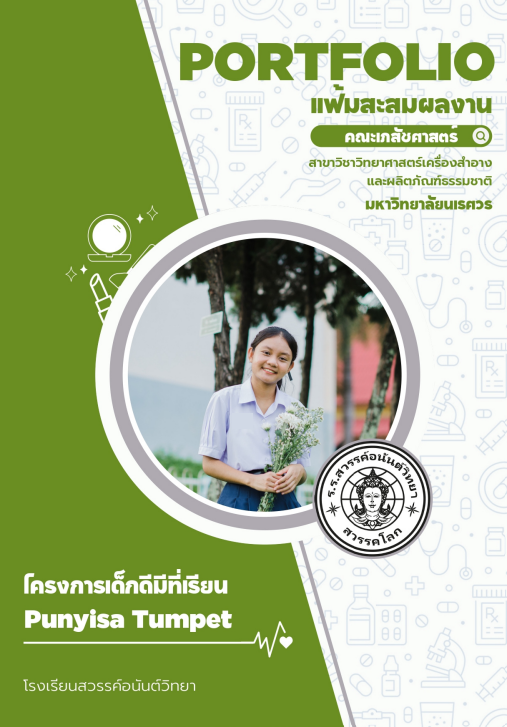 PORTFOLIO
แฟ้มสะสมผลงาน
คณะเภสัชศาสตร์
สาขาวิชาวิทยาศาสตร์เครื่องสำอาง
และผลิตภัณฑ์ธรรมชาติ
มหาวิทยาลัยนเรศวร
ร.ร.สวรรค์อนันต์วิทยา
สวรรคโลก
โครงการเด็กดีมีที่เรียน
Punyisa Tumpet
โรงเรียนสวรรค์อนันต์วิทยา
Rx
Rx
Rx